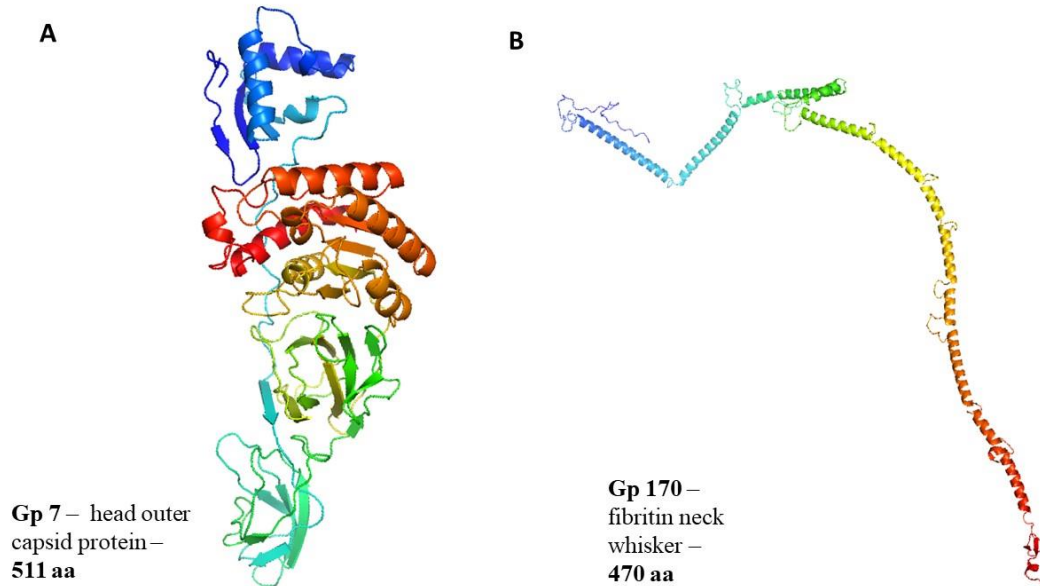 A
B
Gp 7 – head outer
capsid protein –
511 aa
Gp 170 –
fibritin neck
whisker –
470 aa